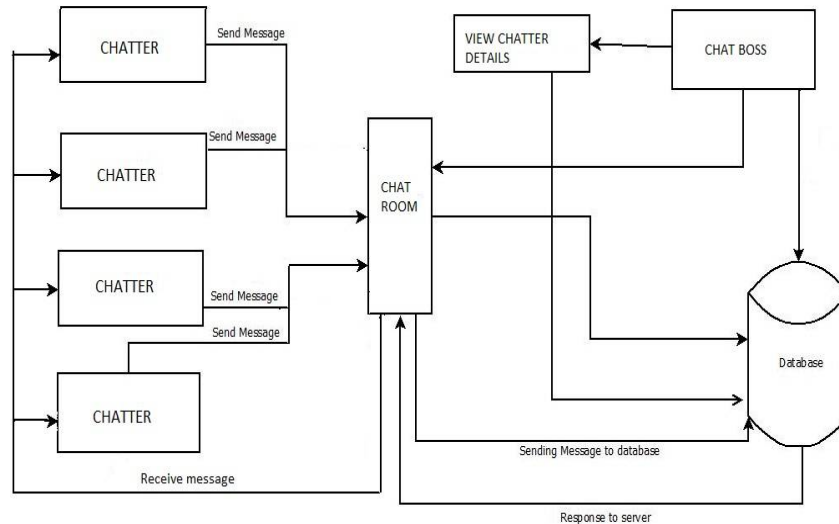 CHATTER
Send Message
VIEW CHATTER
DETAILS
CHAT BOSS
Send Message
CHATTER
CHAT
ROOM
CHATTER
Send Message
Send Message
Database
CHATTER
Sending Message to database
Receive message
Response to server